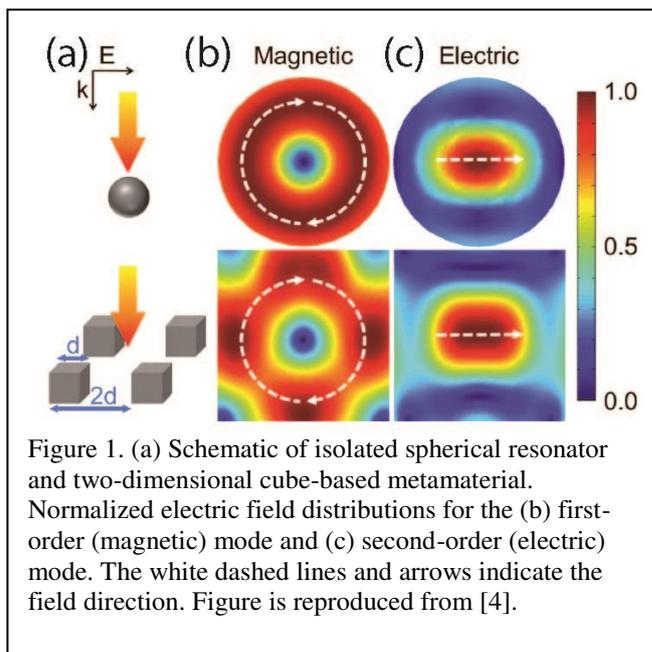 (a)
E
k
d
2d
(b) Magnetic
(c) Electric
1.0
0.5
0.0
Figure 1. (a) Schematic of isolated spherical resonator
and two-dimensional cube-based metamaterial.
Normalized electric field distributions for the (b) first-
order (magnetic) mode and (c) second-order (electric)
mode. The white dashed lines and arrows indicate the
field direction. Figure is reproduced from [4].